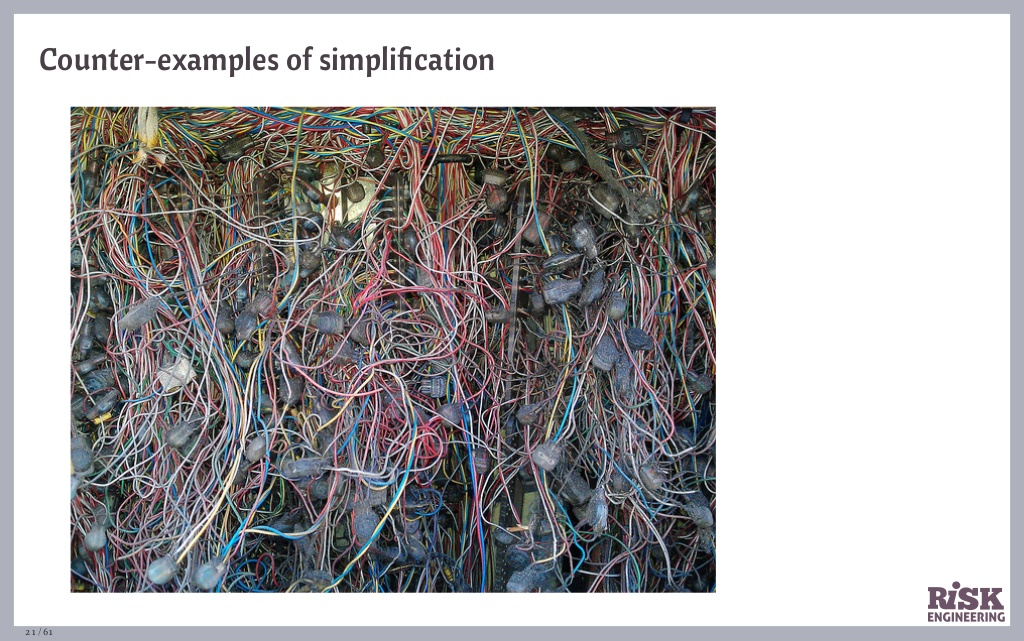 Counter-examples of simplification
RiSK
ENGINEERING
21/61